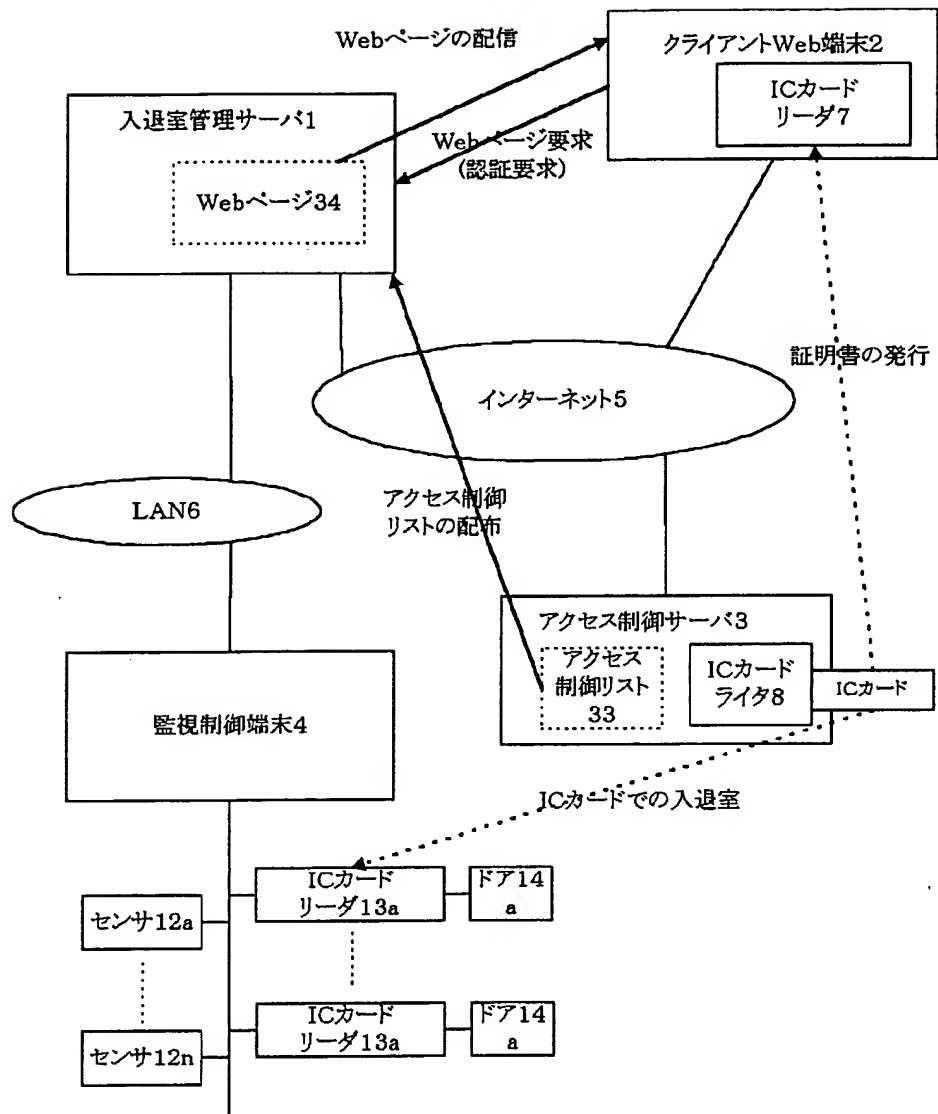 Webページの配信
クライアントWeb端末2
ICカード
リーダ7
入退室管理サーバ1
Webページ要求
(認証要求)
Webページ34
証明書の発行
インターネット5
アクセス制御
リストの配布
LAN6
アクセス制御サーバ3
アクセス
制御リスト
33
ICカード
ライタ8
ICカード
監視制御端末4
ICカードでの入退室
ICカード
リーダ13a
ドア14
a
センサ12a
ICカード
リーダ13a
ドア14
a
センサ12n